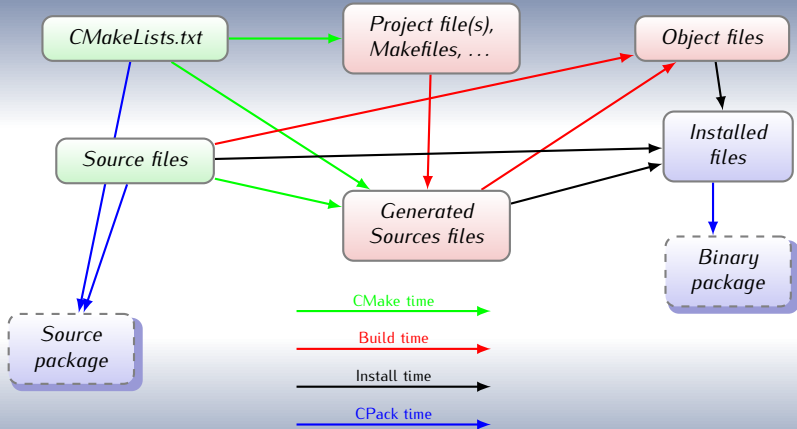 CMakeLists.txt
Project file(s),
Makefiles, ...
Object files
Source files
Installed
files
Generated
Sources files
Binary
package
Source
package
CMake time
Build time
Install time
CPack time